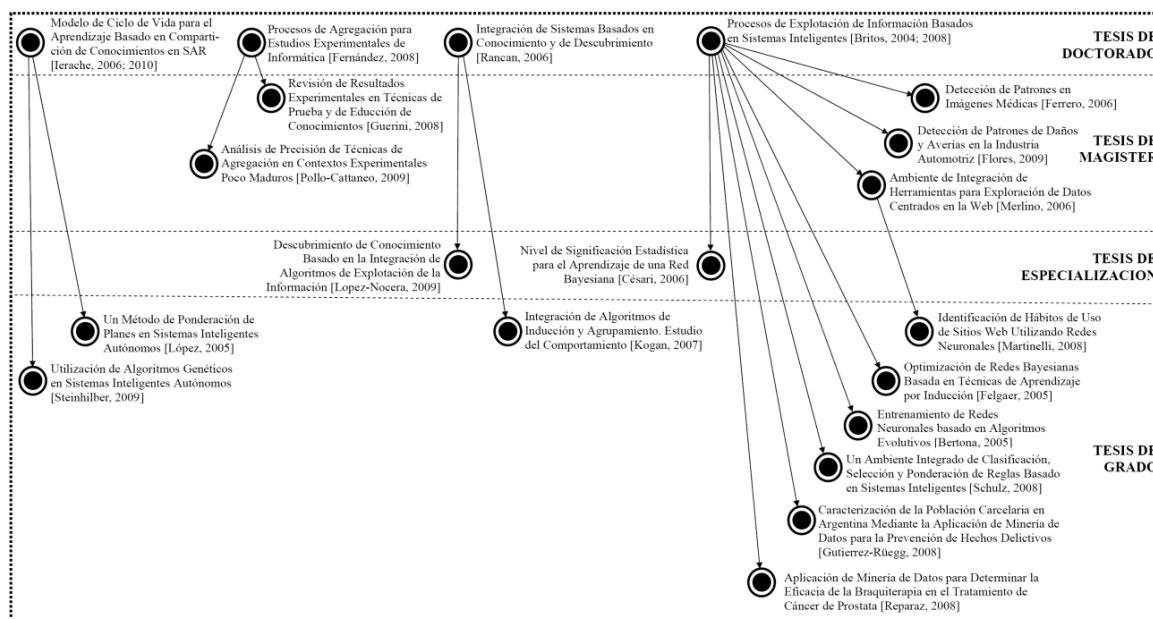 Modelo de Ciclo de Vida para el
Aprendizaje Basado en Comparti-
ción de Conocimientos en SAR
[Ierache, 2006; 2010]
Procesos de Agregación para
Estudios Experimentales de
Informática [Fernández, 2008]
Integración de Sistemas Basados en
Conocimiento y de Descubrimiento
[Rancan, 2006]
Procesos de Explotación de Información Basados
en Sistemas Inteligentes [Britos, 2004; 2008]
TESIS DE
DOCTORADO
Revisión de Resultados
Experimentales en Técnicas de
Prueba y de Educción de
Conocimientos [Guerini, 2008]
Análisis de Precisión de Técnicas de
Agregación en Contextos Experimentales
Poco Maduros [Pollo-Cattaneo, 2009]
Detección de Patrones en
Imágenes Médicas [Ferrero, 2006]
Detección de Patrones de Daños
y Averías en la Industria
Automotriz [Flores, 2009]
Ambiente de Integración de
Herramientas para Exploración de Datos
Centrados en la Web [Merlino, 2006]
TESIS DE
MAGISTER
Descubrimiento de Conocimiento
Basado en la Integración de
Algoritmos de Explotación de la
Información [Lopez-Nocera, 2009]
Nivel de Significación Estadística
para el Aprendizaje de una Red
Bayesiana [Césari, 2006]
TESIS DE
ESPECIALIZACION
Un Método de Ponderación de
Planes en Sistemas Inteligentes
Autónomos [López, 2005]
Utilización de Algoritmos Genéticos
en Sistemas Inteligentes Autónomos
[Steinhilber, 2009]
Integración de Algoritmos de
Inducción y Agrupamiento. Estudio
del Comportamiento [Kogan, 2007]
Identificación de Hábitos de Uso
de Sitios Web Utilizando Redes
Neuronales [Martinelli, 2008]
Optimización de Redes Bayesianas
Basada en Técnicas de Aprendizaje
por Inducción [Felgaer, 2005]
Entrenamiento de Redes
Neuronales basado en Algoritmos
Evolutivos [Bertona, 2005]
Un Ambiente Integrado de Clasificación,
Selección y Ponderación de Reglas Basado
en Sistemas Inteligentes [Schulz, 2008]
Caracterización de la Población Carcelaria en
Argentina Mediante la Aplicación de Minería de
Datos para la Prevención de Hechos Delictivos
[Gutierrez-Rüegg, 2008]
Aplicación de Minería de Datos para Determinar la
Eficacia de la Braquiterapia en el Tratamiento de
Cáncer de Prostata [Reparaz, 2008]
TESIS DE
GRADO